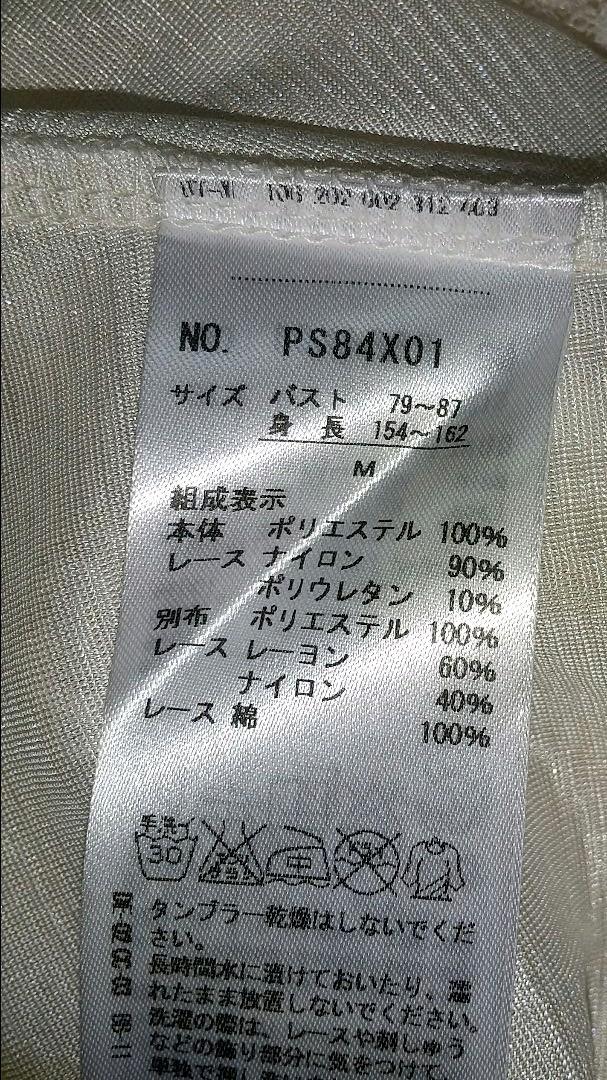 NO. PS84X01
サイズ バスト 79～87
身 長 154～162
M
組成表示
本体 ポリエステル 100%
レース ナイロン 90%
ポリウレタン 10%
別布 ポリエステル 100%
レース レーヨン 60%
ナイロン 40%
レース 綿 100%
手洗イ
30
中
タンブラー乾燥はしないでくだ
さい。
長時間水に漬けておいたり、濡
れたまま放置しないでください。
洗濯の際は、レースや刺しゅう
などの飾り部分に気をつけて